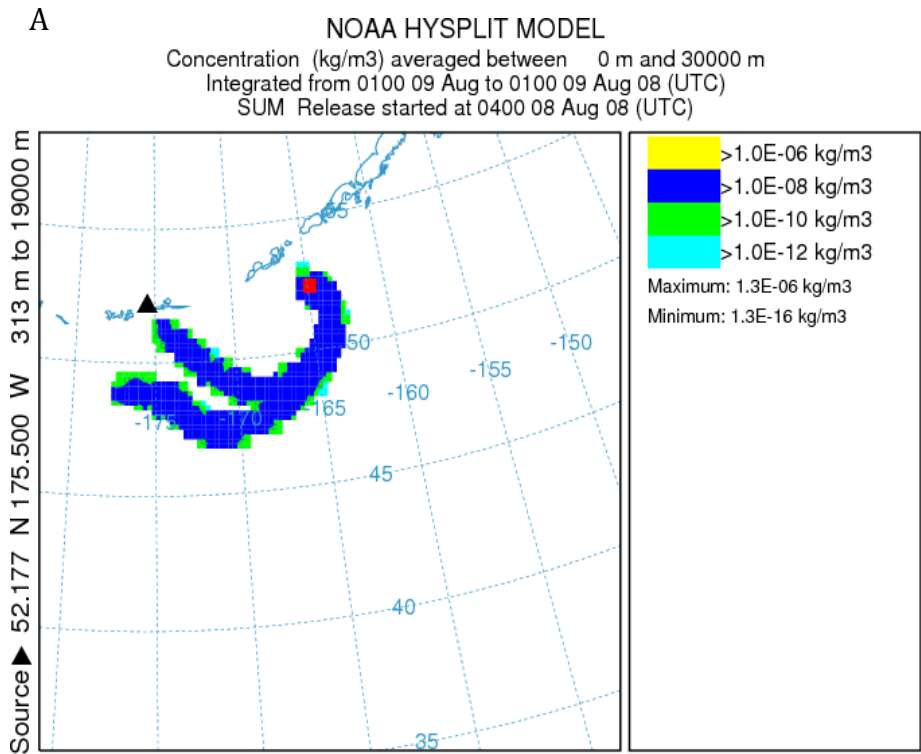 A
NOAA HYSPLIT MODEL
Concentration (kg/m3) averaged between 0 m and 30000 m
Integrated from 0100 09 Aug to 0100 09 Aug 08 (UTC)
SUM Release started at 0400 08 Aug 08 (UTC)
Source ▲ 52.177 N 175.500 W 313 m to 19000 m
55
50
-150
-155
-160
-165
-170
-175
45
40
35
>1.0E-06 kg/m3
>1.0E-08 kg/m3
>1.0E-10 kg/m3
>1.0E-12 kg/m3
Maximum: 1.3E-06 kg/m3
Minimum: 1.3E-16 kg/m3